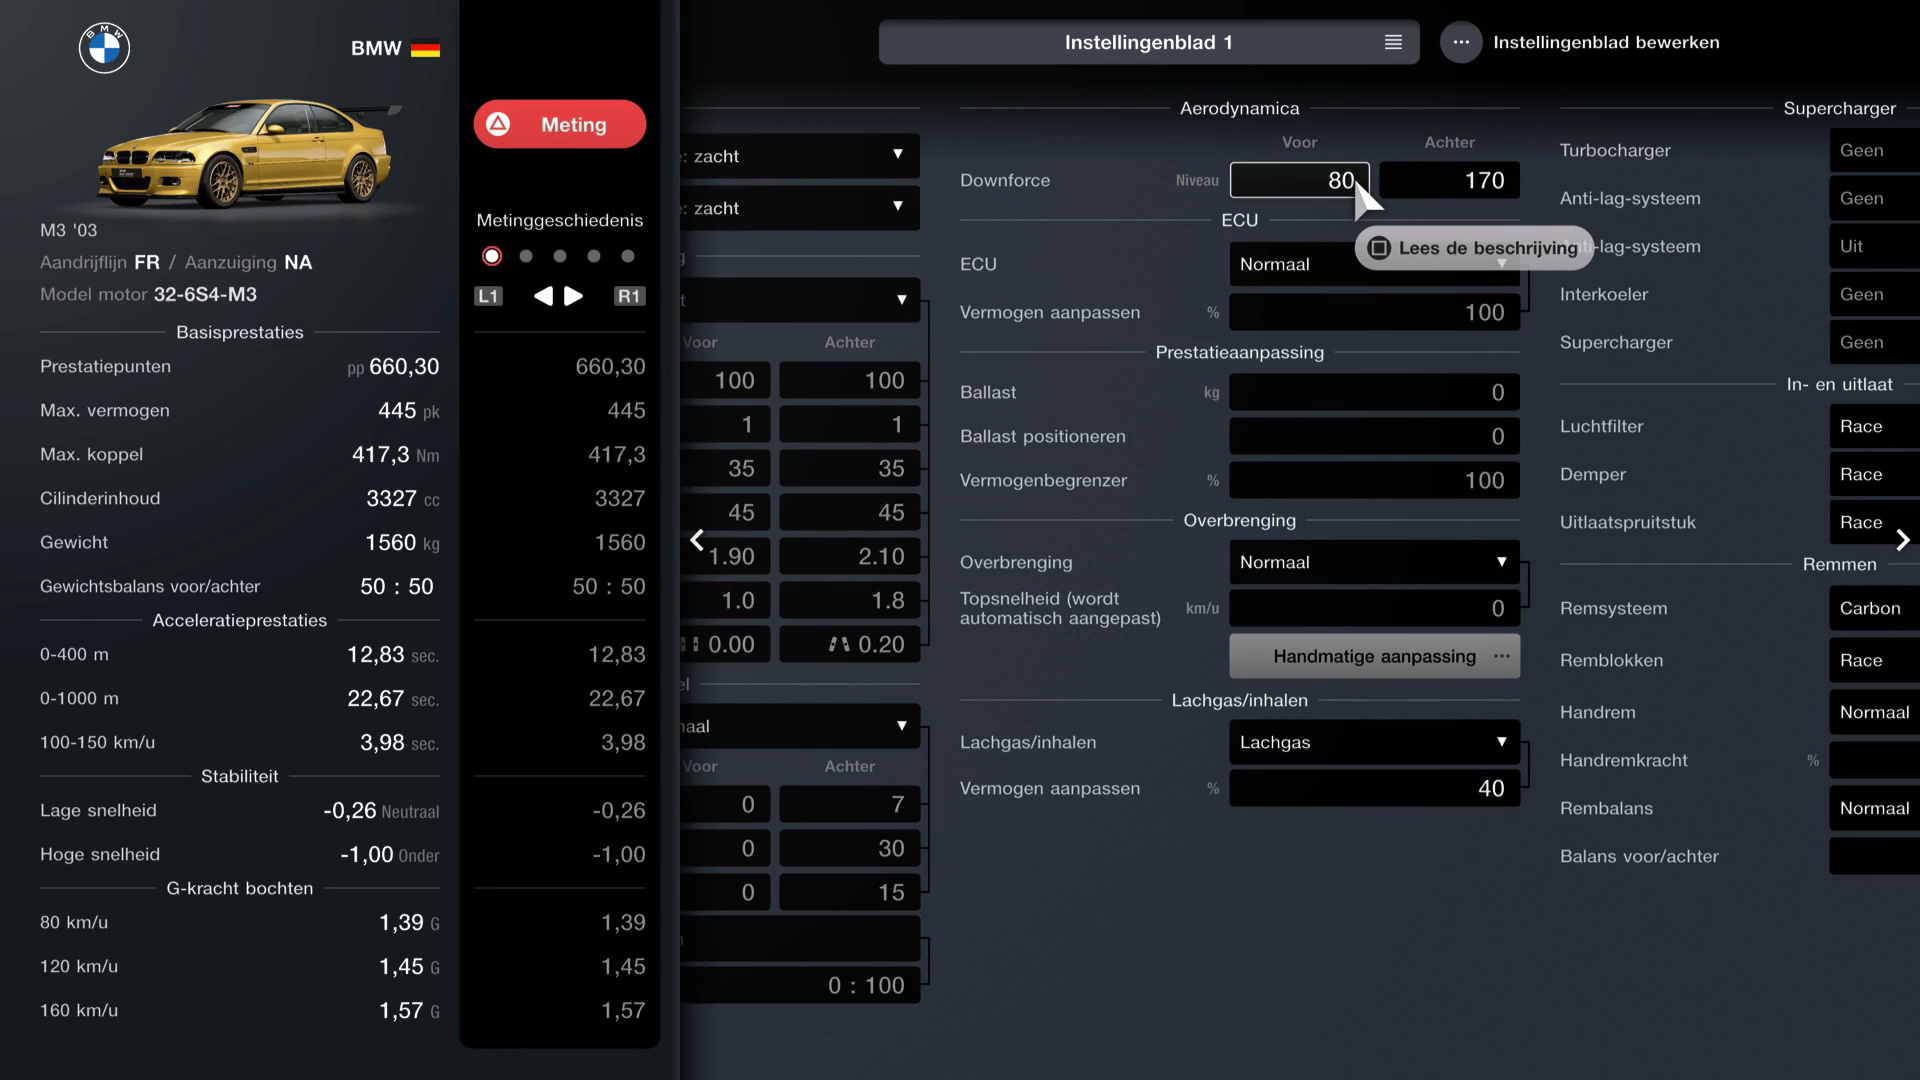 BMW
Instellingenblad 1
Instellingenblad bewerken
M3 '03
Aandrijflijn FR / Aanzuiging NA
Model motor 32-6S4-M3
Basisprestaties
Prestatiepunten pp 660,30
Max. vermogen 445 pk
Max. koppel 417,3 Nm
Cilinderinhoud 3327 cc
Gewicht 1560 kg
Gewichtsbalans voor/achter 50 : 50
Acceleratieprestaties
0-400 m 12,83 sec.
0-1000 m 22,67 sec.
100-150 km/u 3,98 sec.
Stabiliteit
Lage snelheid -0,26 Neutraal
Hoge snelheid -1,00 Onder
G-kracht bochten
80 km/u 1,39 G
120 km/u 1,45 G
160 km/u 1,57 G
Meting
Metinggeschiedenis
L1 R1
660,30
445
417,3
3327
1560
50 : 50
12,83
22,67
3,98
-0,26
-1,00
1,39
1,45
1,57
: zacht
: zacht
Voor Achter
100 100
1 1
35 35
45 45
1.90 2.10
1.0 1.8
0.00 0.20
Voor Achter
0 7
0 30
0 15
0 : 100
Aerodynamica
Voor Achter
Downforce Niveau 80 170
Lees de beschrijving
ECU
ECU Normaal
Vermogen aanpassen % 100
Prestatieaanpassing
Ballast kg 0
Ballast positioneren 0
Vermogenbegrenzer % 100
Overbrenging
Overbrenging Normaal
Topsnelheid (wordt
automatisch aangepast) km/u 0
Handmatige aanpassing
Lachgas/inhalen
Lachgas/inhalen Lachgas
Vermogen aanpassen % 40
Supercharger
Turbocharger Geen
Anti-lag-systeem Geen
Anti-lag-systeem Uit
Interkoeler Geen
Supercharger Geen
In- en uitlaat
Luchtfilter Race
Demper Race
Uitlaatspruitstuk Race
Remmen
Remsysteem Carbon
Remblokken Race
Handrem Normaal
Handremkracht %
Rembalans Normaal
Balans voor/achter